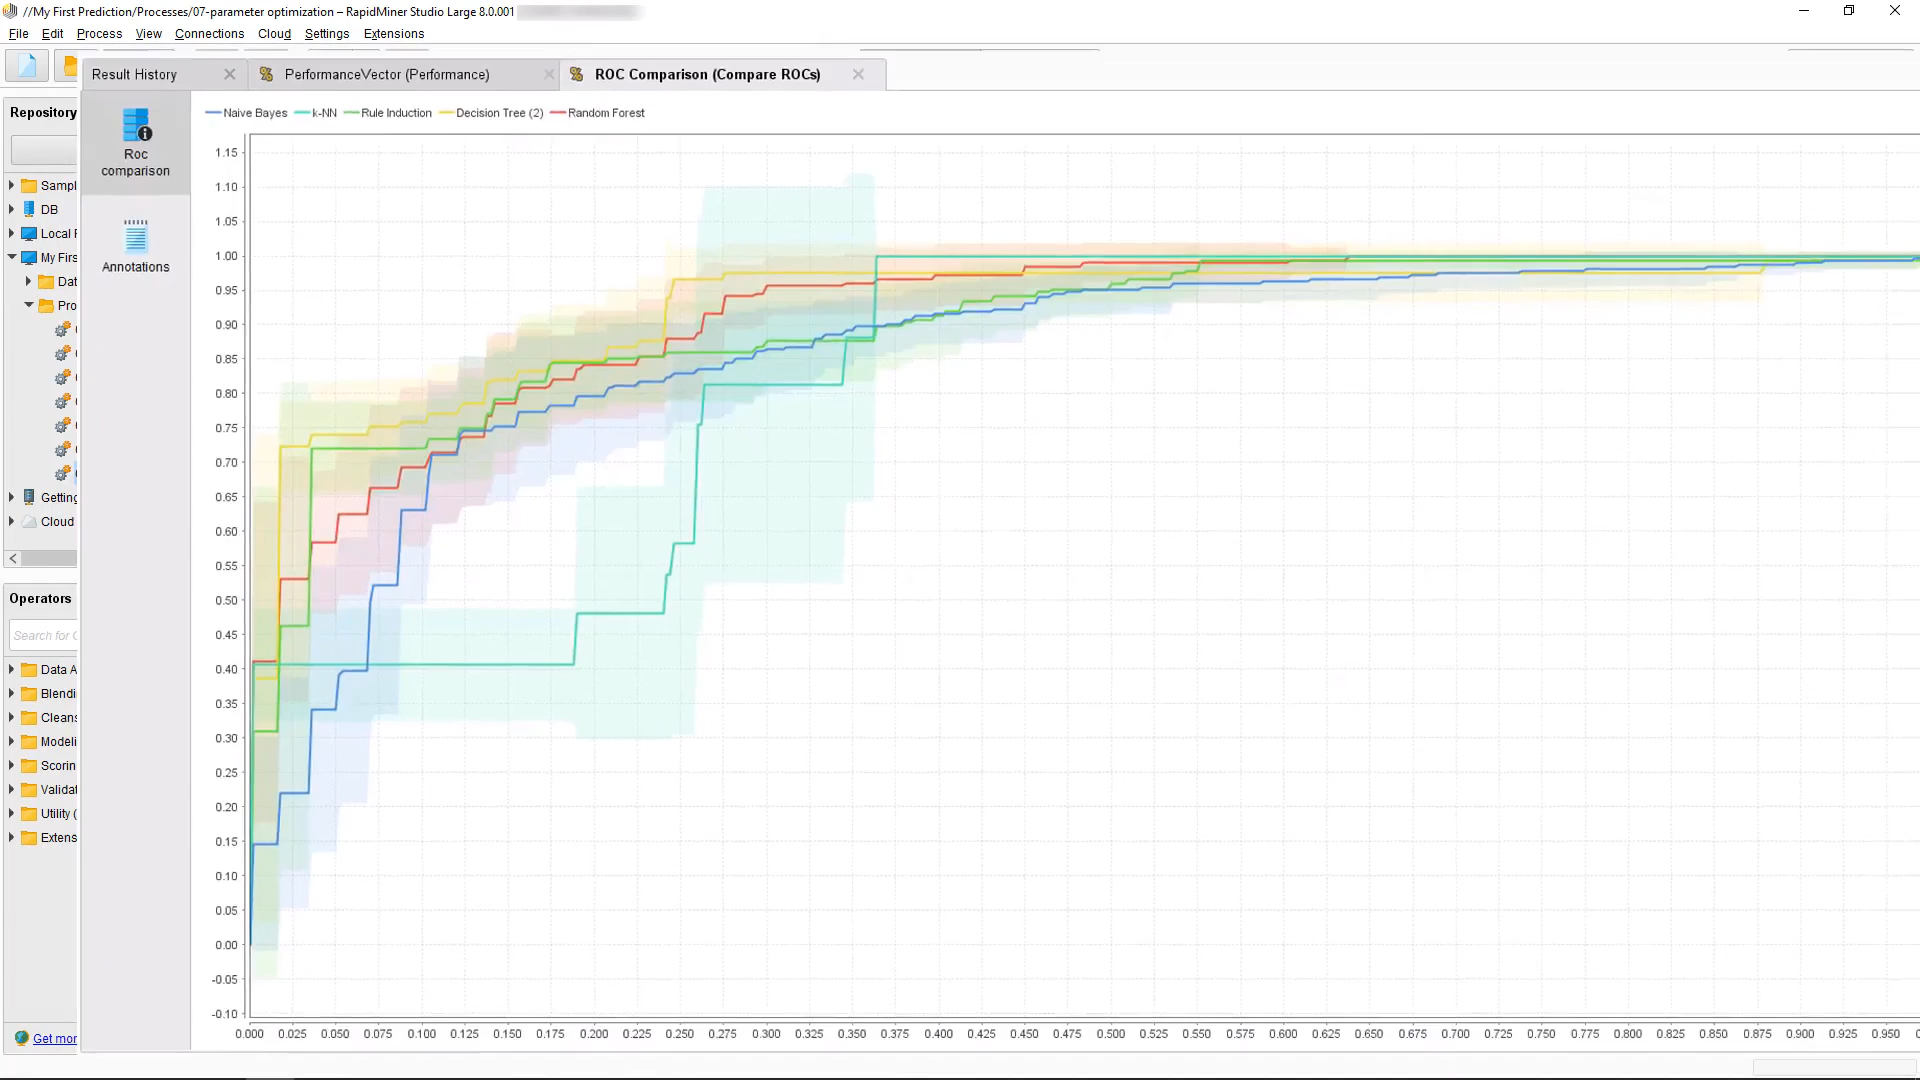 //My First Prediction/Processes/07-parameter optimization – RapidMiner Studio Large 8.0.001
File Edit Process View Connections Cloud Settings Extensions
Result History PerformanceVector (Performance) ROC Comparison (Compare ROCs)
Repository
Sampl
DB
Local F
My Firs
Dat
Pro
Getting
Cloud
Operators
Search for
Data A
Blendi
Cleans
Modeli
Scorin
Validat
Utility (
Extens
Get mor
Roc
comparison
Annotations
Naive Bayes k-NN Rule Induction Decision Tree (2) Random Forest
1.15
1.10
1.05
1.00
0.95
0.90
0.85
0.80
0.75
0.70
0.65
0.60
0.55
0.50
0.45
0.40
0.35
0.30
0.25
0.20
0.15
0.10
0.05
0.00
-0.05
-0.10
0.000 0.025 0.050 0.075 0.100 0.125 0.150 0.175 0.200 0.225 0.250 0.275 0.300 0.325 0.350 0.375 0.400 0.425 0.450 0.475 0.500 0.525 0.550 0.575 0.600 0.625 0.650 0.675 0.700 0.725 0.750 0.775 0.800 0.825 0.850 0.875 0.900 0.925 0.950